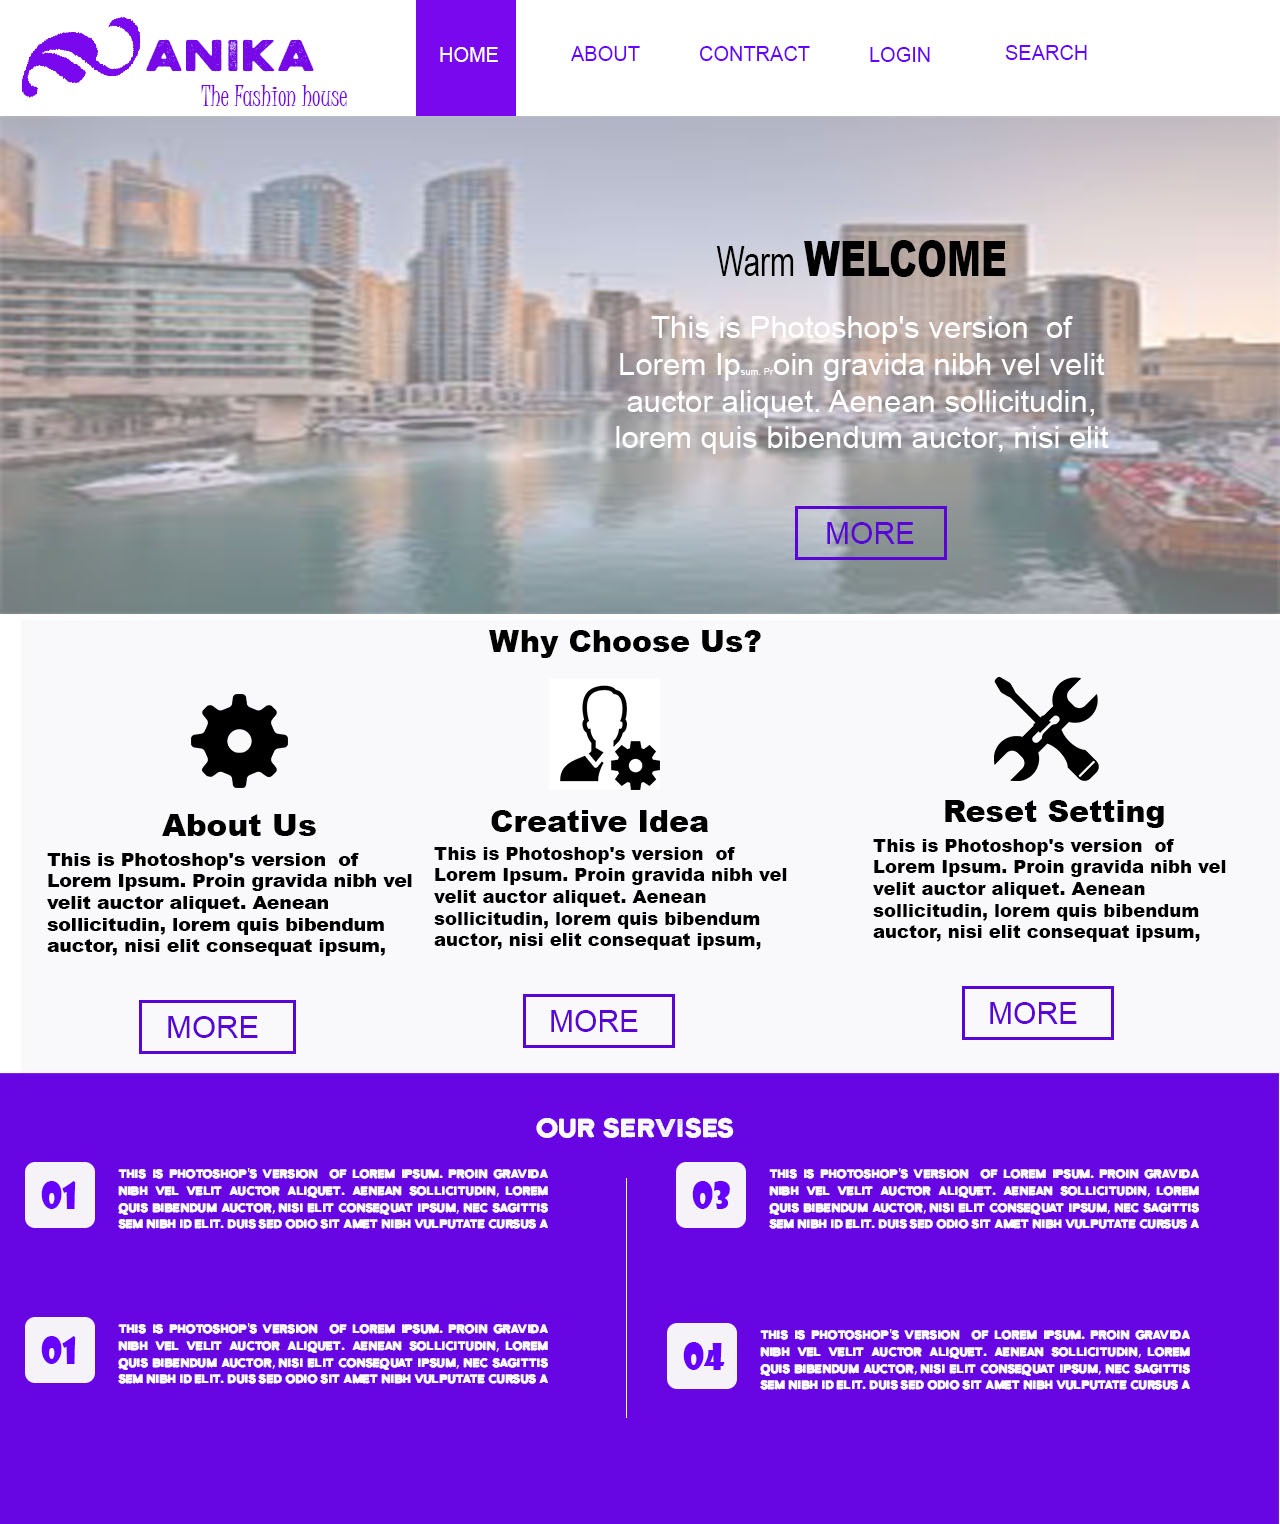 ANIKA
The Fashion house
HOME ABOUT CONTRACT LOGIN SEARCH
Warm WELCOME
This is Photoshop's version  of
Lorem Ipsum. Proin gravida nibh vel velit
auctor aliquet. Aenean sollicitudin,
lorem quis bibendum auctor, nisi elit
MORE
Why Choose Us?
About Us
This is Photoshop's version  of
Lorem Ipsum. Proin gravida nibh vel
velit auctor aliquet. Aenean
sollicitudin, lorem quis bibendum
auctor, nisi elit consequat ipsum,
MORE
Creative Idea
This is Photoshop's version  of
Lorem Ipsum. Proin gravida nibh vel
velit auctor aliquet. Aenean
sollicitudin, lorem quis bibendum
auctor, nisi elit consequat ipsum,
MORE
Reset Setting
This is Photoshop's version  of
Lorem Ipsum. Proin gravida nibh vel
velit auctor aliquet. Aenean
sollicitudin, lorem quis bibendum
auctor, nisi elit consequat ipsum,
MORE
OUR SERVISES
01
THIS IS PHOTOSHOP'S VERSION  OF LOREM IPSUM. PROIN GRAVIDA
NIBH VEL VELIT AUCTOR ALIQUET. AENEAN SOLLICITUDIN, LOREM
QUIS BIBENDUM AUCTOR, NISI ELIT CONSEQUAT IPSUM, NEC SAGITTIS
SEM NIBH ID ELIT. DUIS SED ODIO SIT AMET NIBH VULPUTATE CURSUS A
03
THIS IS PHOTOSHOP'S VERSION  OF LOREM IPSUM. PROIN GRAVIDA
NIBH VEL VELIT AUCTOR ALIQUET. AENEAN SOLLICITUDIN, LOREM
QUIS BIBENDUM AUCTOR, NISI ELIT CONSEQUAT IPSUM, NEC SAGITTIS
SEM NIBH ID ELIT. DUIS SED ODIO SIT AMET NIBH VULPUTATE CURSUS A
01
THIS IS PHOTOSHOP'S VERSION  OF LOREM IPSUM. PROIN GRAVIDA
NIBH VEL VELIT AUCTOR ALIQUET. AENEAN SOLLICITUDIN, LOREM
QUIS BIBENDUM AUCTOR, NISI ELIT CONSEQUAT IPSUM, NEC SAGITTIS
SEM NIBH ID ELIT. DUIS SED ODIO SIT AMET NIBH VULPUTATE CURSUS A
04
THIS IS PHOTOSHOP'S VERSION  OF LOREM IPSUM. PROIN GRAVIDA
NIBH VEL VELIT AUCTOR ALIQUET. AENEAN SOLLICITUDIN, LOREM
QUIS BIBENDUM AUCTOR, NISI ELIT CONSEQUAT IPSUM, NEC SAGITTIS
SEM NIBH ID ELIT. DUIS SED ODIO SIT AMET NIBH VULPUTATE CURSUS A